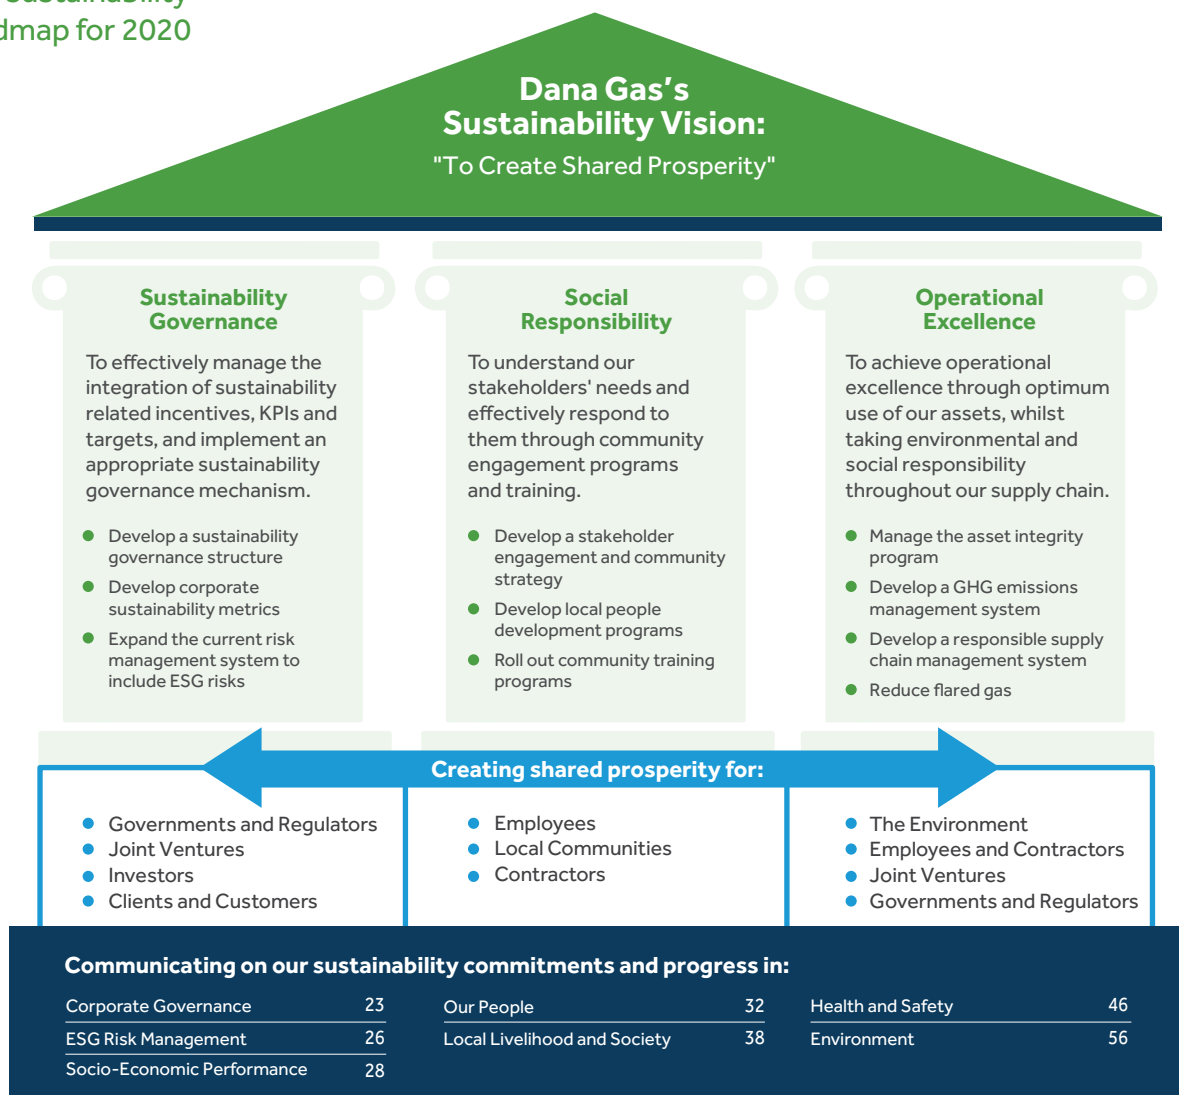 Sustainability
Roadmap for 2020
Dana Gas's
Sustainability Vision:
"To Create Shared Prosperity"
Sustainability
Governance
To effectively manage the
integration of sustainability
related incentives, KPIs and
targets, and implement an
appropriate sustainability
governance mechanism.
Develop a sustainability
governance structure
Develop corporate
sustainability metrics
Expand the current risk
management system to
include ESG risks
Social
Responsibility
To understand our
stakeholders' needs and
effectively respond to
them through community
engagement programs
and training.
Develop a stakeholder
engagement and community
strategy
Develop local people
development programs
Roll out community training
programs
Operational
Excellence
To achieve operational
excellence through optimum
use of our assets, whilst
taking environmental and
social responsibility
throughout our supply chain.
Manage the asset integrity
program
Develop a GHG emissions
management system
Develop a responsible supply
chain management system
Reduce flared gas
Creating shared prosperity for:
Governments and Regulators
Joint Ventures
Investors
Clients and Customers
Employees
Local Communities
Contractors
The Environment
Employees and Contractors
Joint Ventures
Governments and Regulators
Communicating on our sustainability commitments and progress in:
Corporate Governance 23
ESG Risk Management 26
Socio-Economic Performance 28
Our People 32
Local Livelihood and Society 38
Health and Safety 46
Environment 56